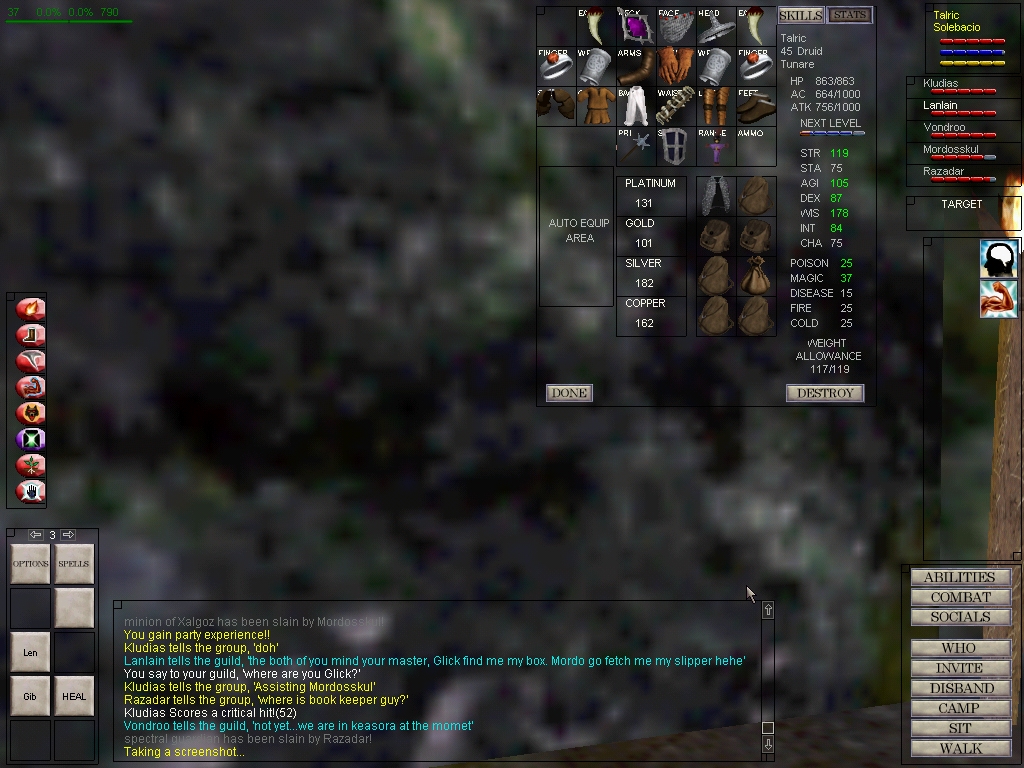 37 0.0% 0.0% 790
NECK FACE HEAD
FINGER ARMS FINGER
WAIST FEET
AMMO
SKILLS STATS
Talric
45 Druid
Tunare
HP 863/863
AC 664/1000
ATK 756/1000
NEXT LEVEL
STR 119
STA 75
AGI 105
DEX 87
WIS 178
INT 84
CHA 75
POISON 25
MAGIC 37
DISEASE 15
FIRE 25
COLD 25
WEIGHT
ALLOWANCE
117/119
AUTO EQUIP
AREA
PLATINUM
131
GOLD
101
SILVER
182
COPPER
162
DONE
DESTROY
Talric
Solebacio
Kludias
Lanlain
Vondroo
Mordosskul
Razadar
TARGET
3
OPTIONS SPELLS
Len
Gib HEAL
minion of Xalgoz has been slain by Mordosskul!
You gain party experience!!
Kludias tells the group, 'doh'
Lanlain tells the guild, 'the both of you mind your master, Glick find me my box. Mordo go fetch me my slipper hehe'
You say to your guild, 'where are you Glick?'
Kludias tells the group, 'Assisting Mordosskul'
Razadar tells the group, 'where is book keeper guy?'
Kludias Scores a critical hit!(52)
Vondroo tells the guild, 'not yet...we are in keasora at the momet'
spectral guardian has been slain by Razadar!
Taking a screenshot...
ABILITIES
COMBAT
SOCIALS
WHO
INVITE
DISBAND
CAMP
SIT
WALK